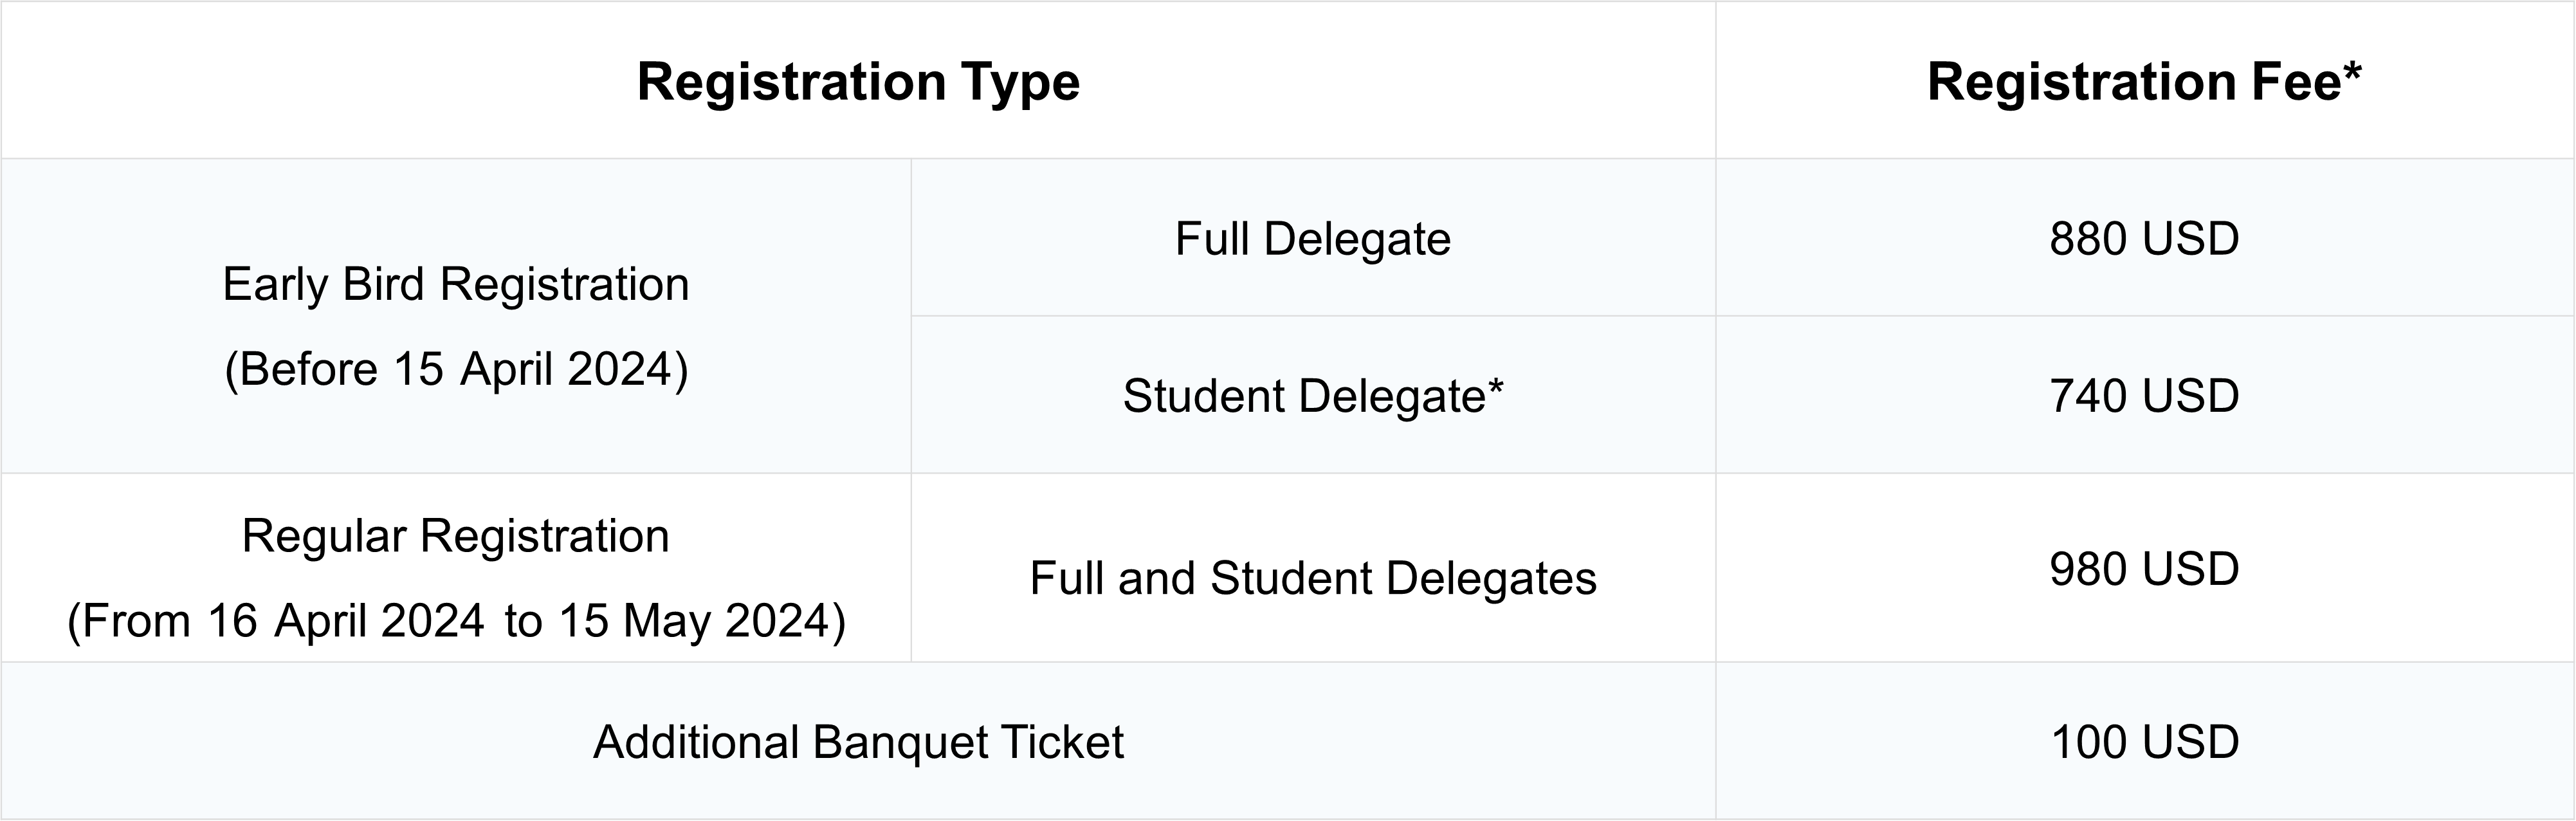 Registration Type
Registration Fee*
Early Bird Registration
(Before 15 April 2024)
Full Delegate
880 USD
Student Delegate*
740 USD
Regular Registration
(From 16 April 2024 to 15 May 2024)
Full and Student Delegates
980 USD
Additional Banquet Ticket
100 USD